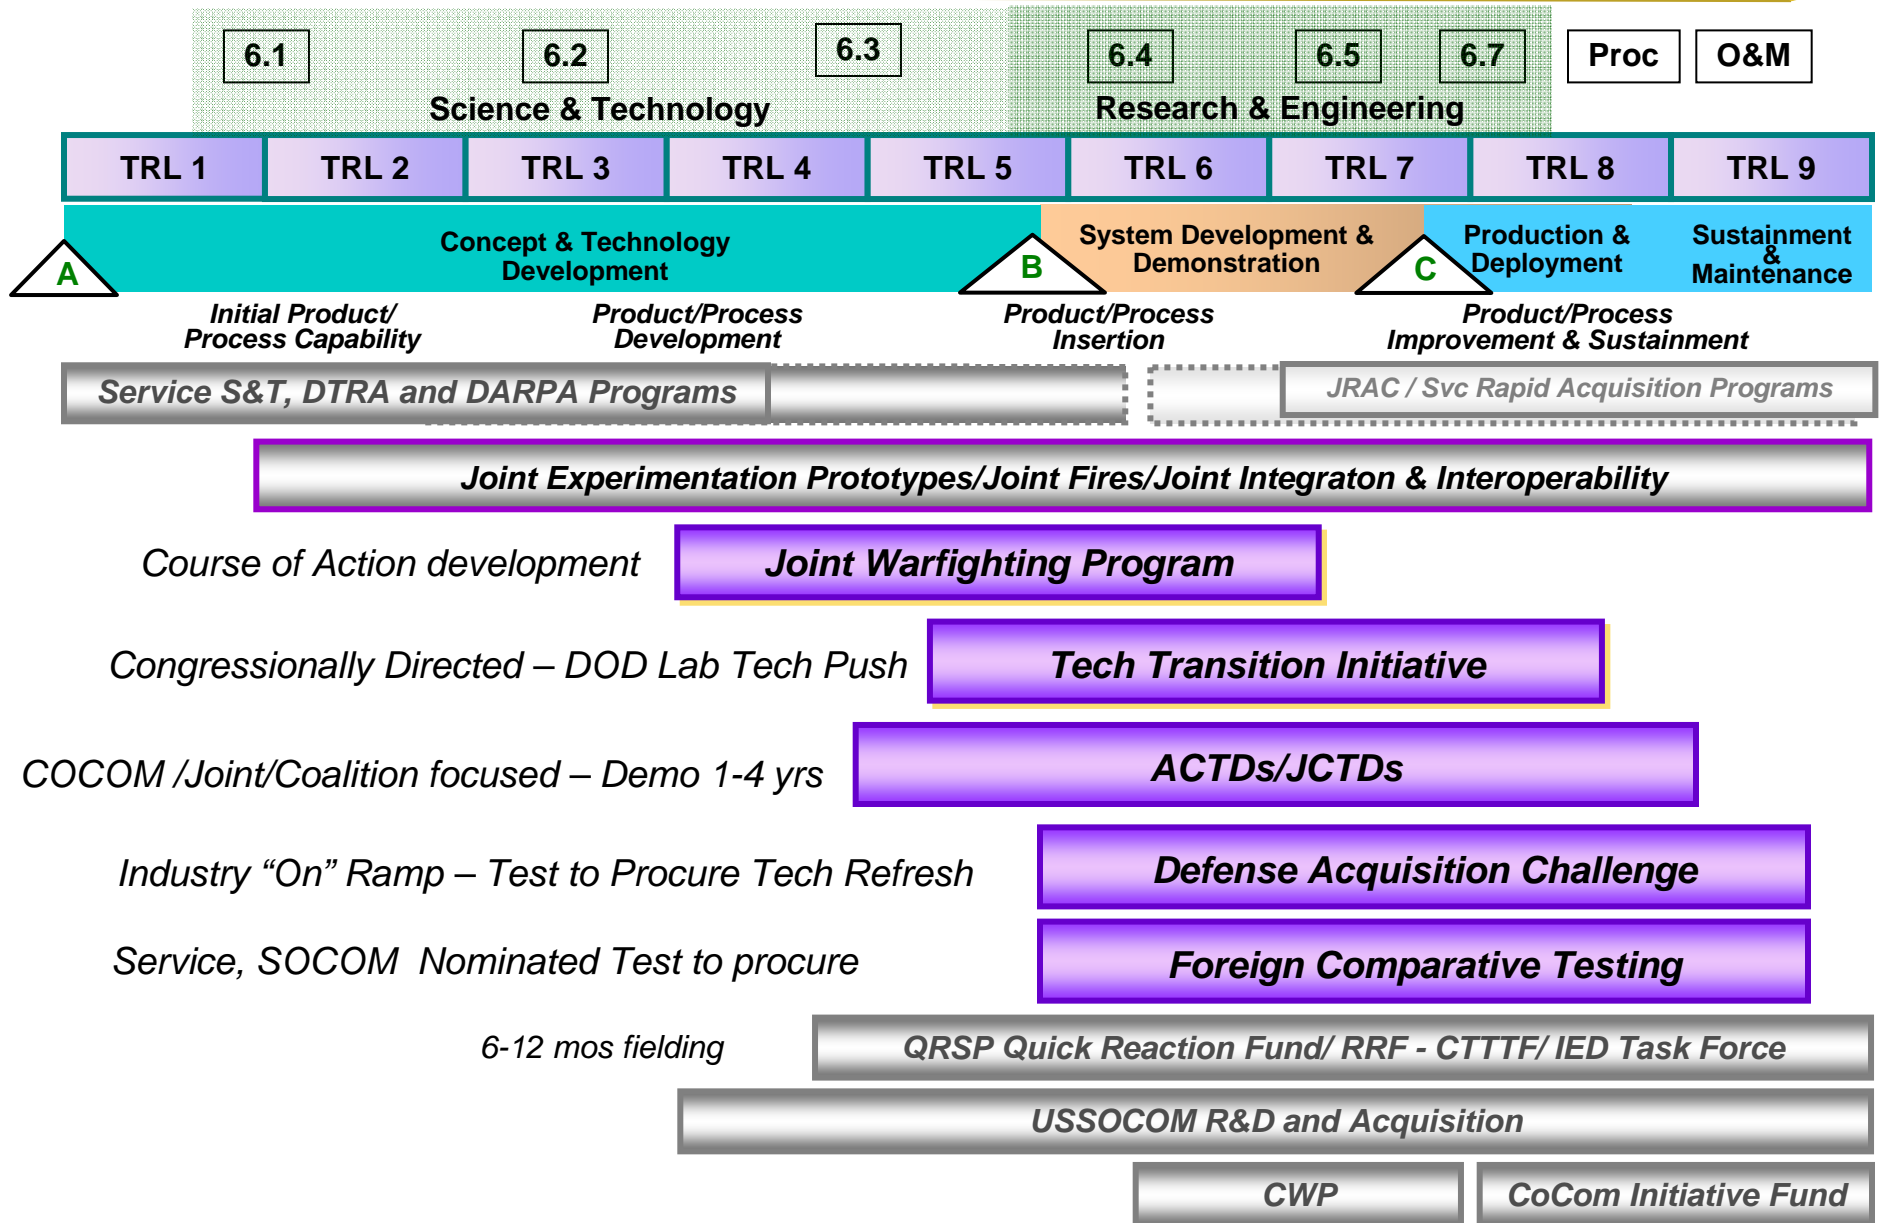 6.1 6.2 6.3 6.4 6.5 6.7 Proc O&M
Science & Technology Research & Engineering
TRL 1 TRL 2 TRL 3 TRL 4 TRL 5 TRL 6 TRL 7 TRL 8 TRL 9
A
Concept & Technology
Development
B
System Development &
Demonstration
C
Production &
Deployment
Sustainment
&
Maintenance
Initial Product/
Process Capability
Product/Process
Development
Product/Process
Insertion
Product/Process
Improvement & Sustainment
Service S&T, DTRA and DARPA Programs
JRAC / Svc Rapid Acquisition Programs
Joint Experimentation Prototypes/Joint Fires/Joint Integraton & Interoperability
Course of Action development
Joint Warfighting Program
Congressionally Directed – DOD Lab Tech Push
Tech Transition Initiative
COCOM /Joint/Coalition focused – Demo 1-4 yrs
ACTDs/JCTDs
Industry “On” Ramp – Test to Procure Tech Refresh
Defense Acquisition Challenge
Service, SOCOM Nominated Test to procure
Foreign Comparative Testing
6-12 mos fielding
QRSP Quick Reaction Fund/ RRF - CTTTF/ IED Task Force
USSOCOM R&D and Acquisition
CWP
CoCom Initiative Fund